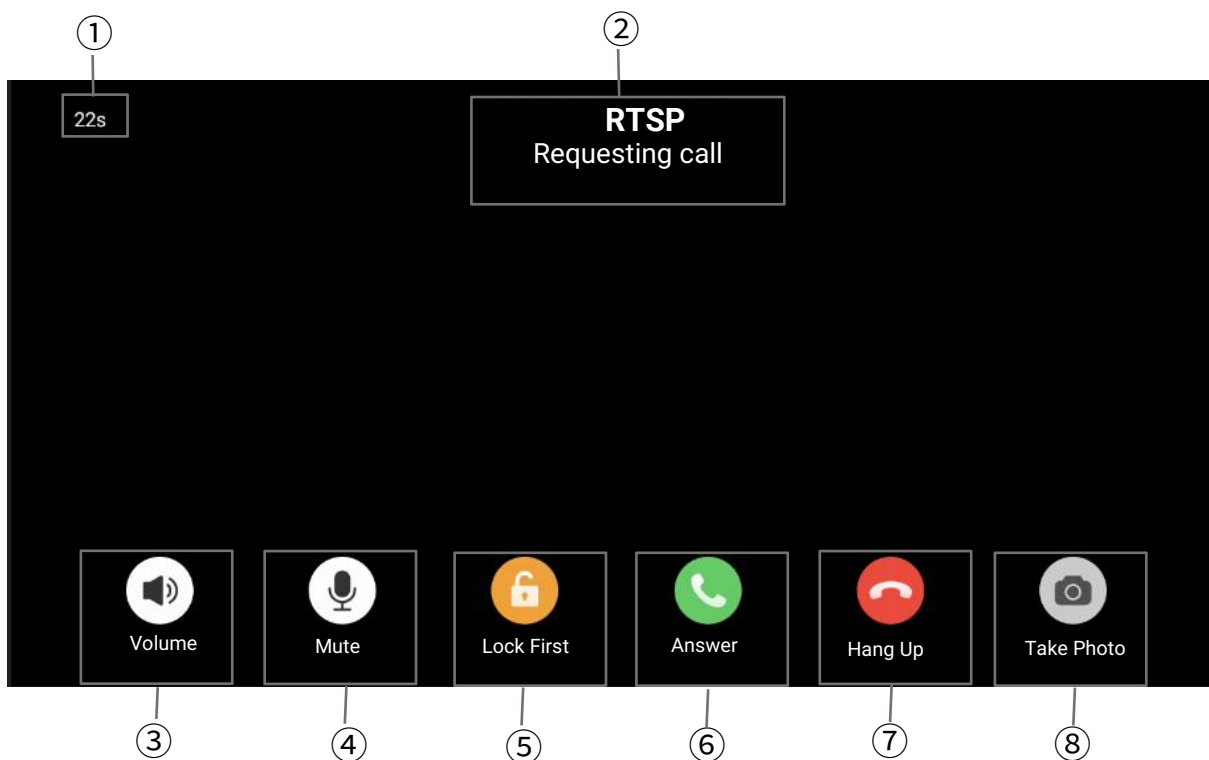 ① ②
22s
RTSP
Requesting call
Volume Mute Lock First Answer Hang Up Take Photo
③ ④ ⑤ ⑥ ⑦ ⑧